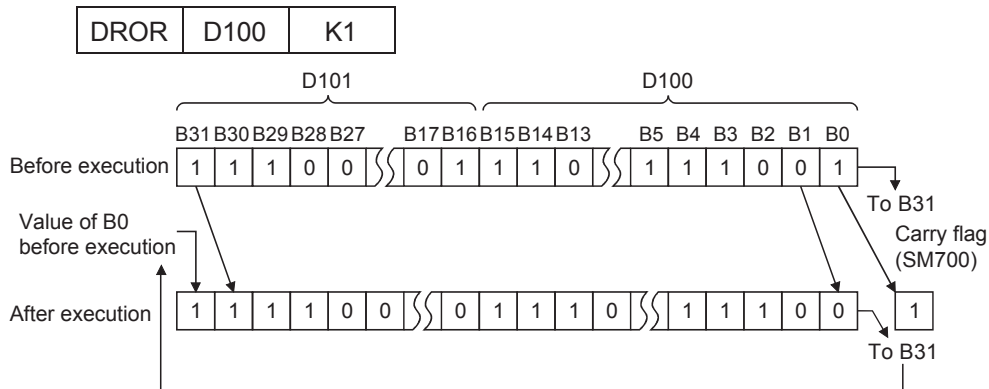 DROR D100 K1
D101 D100
B31 B30 B29 B28 B27 B17 B16 B15 B14 B13 B5 B4 B3 B2 B1 B0
Before execution 1 1 1 0 0 0 1 1 1 0 1 1 1 0 0 1
To B31
Value of B0
before execution
Carry flag
(SM700)
After execution 1 1 1 1 0 0 0 1 1 1 0 1 1 1 0 0 1
To B31